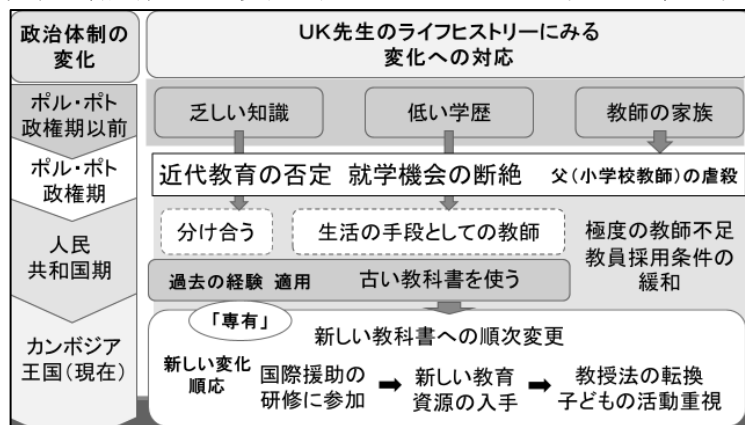 政治体制の
変化
UK先生のライフヒストリーにみる
変化への対応
ポル・ポト
政権期以前
乏しい知識
低い学歴
教師の家族
ポル・ポト
政権期
近代教育の否定 就学機会の断絶 父(小学校教師)の虐殺
人民
共和国期
分け合う
生活の手段としての教師
極度の教師不足
教員採用条件の
緩和
過去の経験 適用 古い教科書を使う
カンボジア
王国(現在)
「専有」
新しい教科書への順次変更
新しい変化
順応
国際援助の
研修に参加
➡
新しい教育
資源の入手
➡
教授法の転換
子どもの活動重視